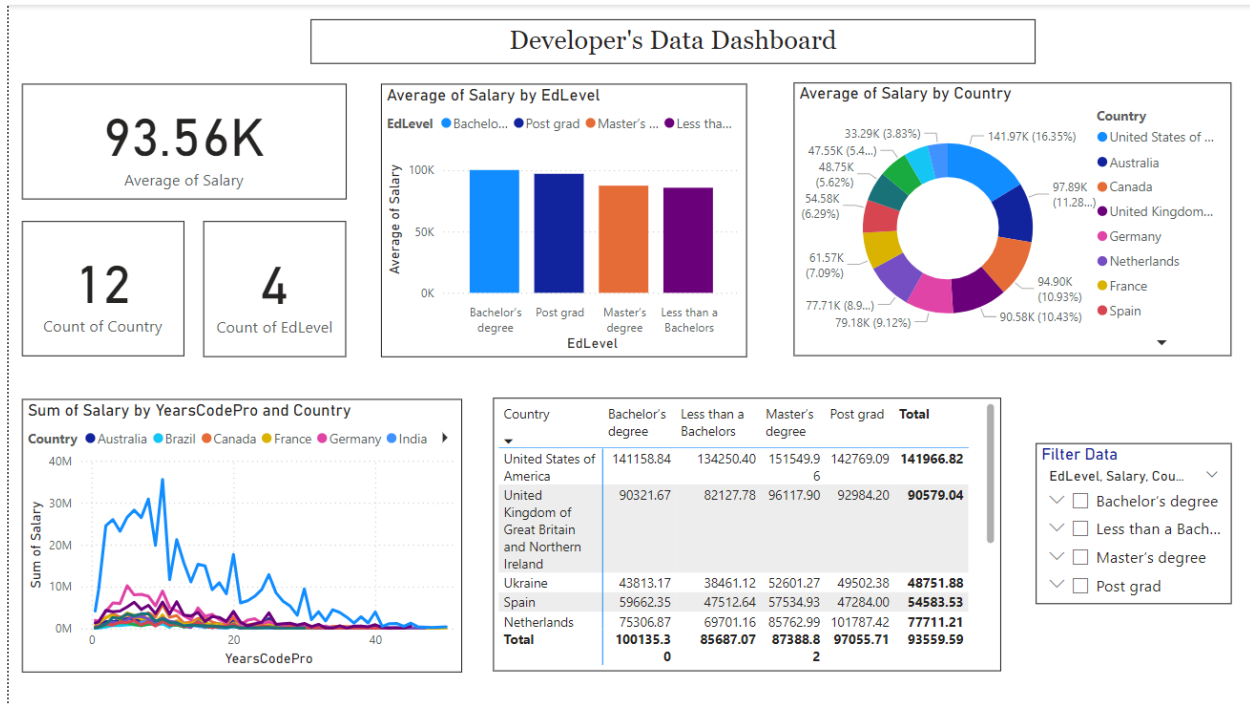 Developer's Data Dashboard
93.56K
Average of Salary
12
Count of Country
4
Count of EdLevel
Average of Salary by EdLevel
EdLevel Bachelo... Post grad Master's ... Less tha...
Average of Salary
100K
50K
0K
Bachelor's degree
Post grad
Master's degree
Less than a Bachelors
EdLevel
Average of Salary by Country
33.29K (3.83%)
47.55K (5.4...)
48.75K
(5.62%)
54.58K
(6.29%)
61.57K
(7.09%)
77.71K (8.9...)
79.18K (9.12%)
141.97K (16.35%)
97.89K
(11.28...)
94.90K
(10.93%)
90.58K (10.43%)
Country
United States of ...
Australia
Canada
United Kingdom...
Germany
Netherlands
France
Spain
Sum of Salary by YearsCodePro and Country
Country Australia Brazil Canada France Germany India
Sum of Salary
40M
30M
20M
10M
0M
0 20 40
YearsCodePro
Country Bachelor's Less than a Master's Post grad Total
degree Bachelors degree
United States of 141158.84 134250.40 151549.9 142769.09 141966.82
America 6
United 90321.67 82127.78 96117.90 92984.20 90579.04
Kingdom of
Great Britain
and Northern
Ireland
Ukraine 43813.17 38461.12 52601.27 49502.38 48751.88
Spain 59662.35 47512.64 57534.93 47284.00 54583.53
Netherlands 75306.87 69701.16 85762.99 101787.42 77711.21
Total 100135.3 85687.07 87388.8 97055.71 93559.59
0 2
Filter Data
EdLevel, Salary, Cou...
Bachelor's degree
Less than a Bach...
Master's degree
Post grad